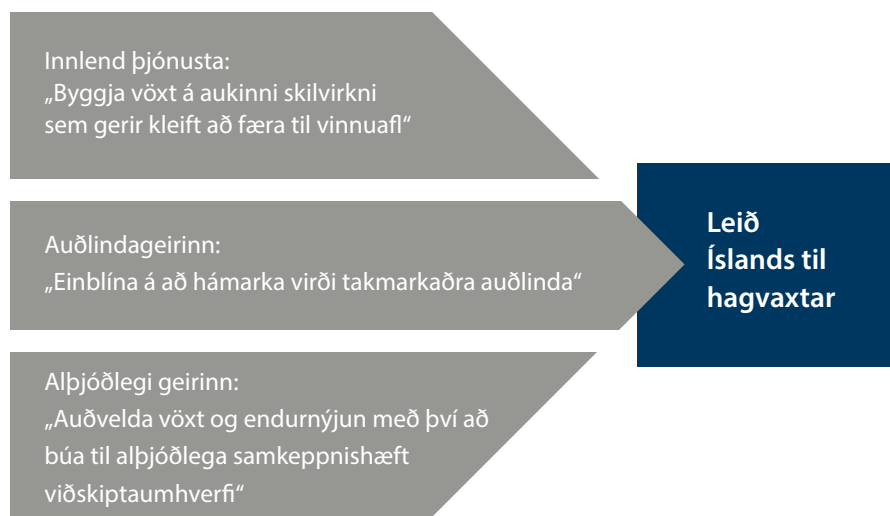 Innlend þjónusta:
„Byggja vöxt á aukinni skilvirkni
sem gerir kleift að færa til vinnuafl“
Auðlindageirinn:
„Einblína á að hámarka virði takmarkaðra auðlinda“
Alþjóðlegi geirinn:
„Auðvelda vöxt og endurnýjun með því að
búa til alþjóðlega samkeppnishæft
viðskiptaumhverfi“
Leið
Íslands til
hagvaxtar